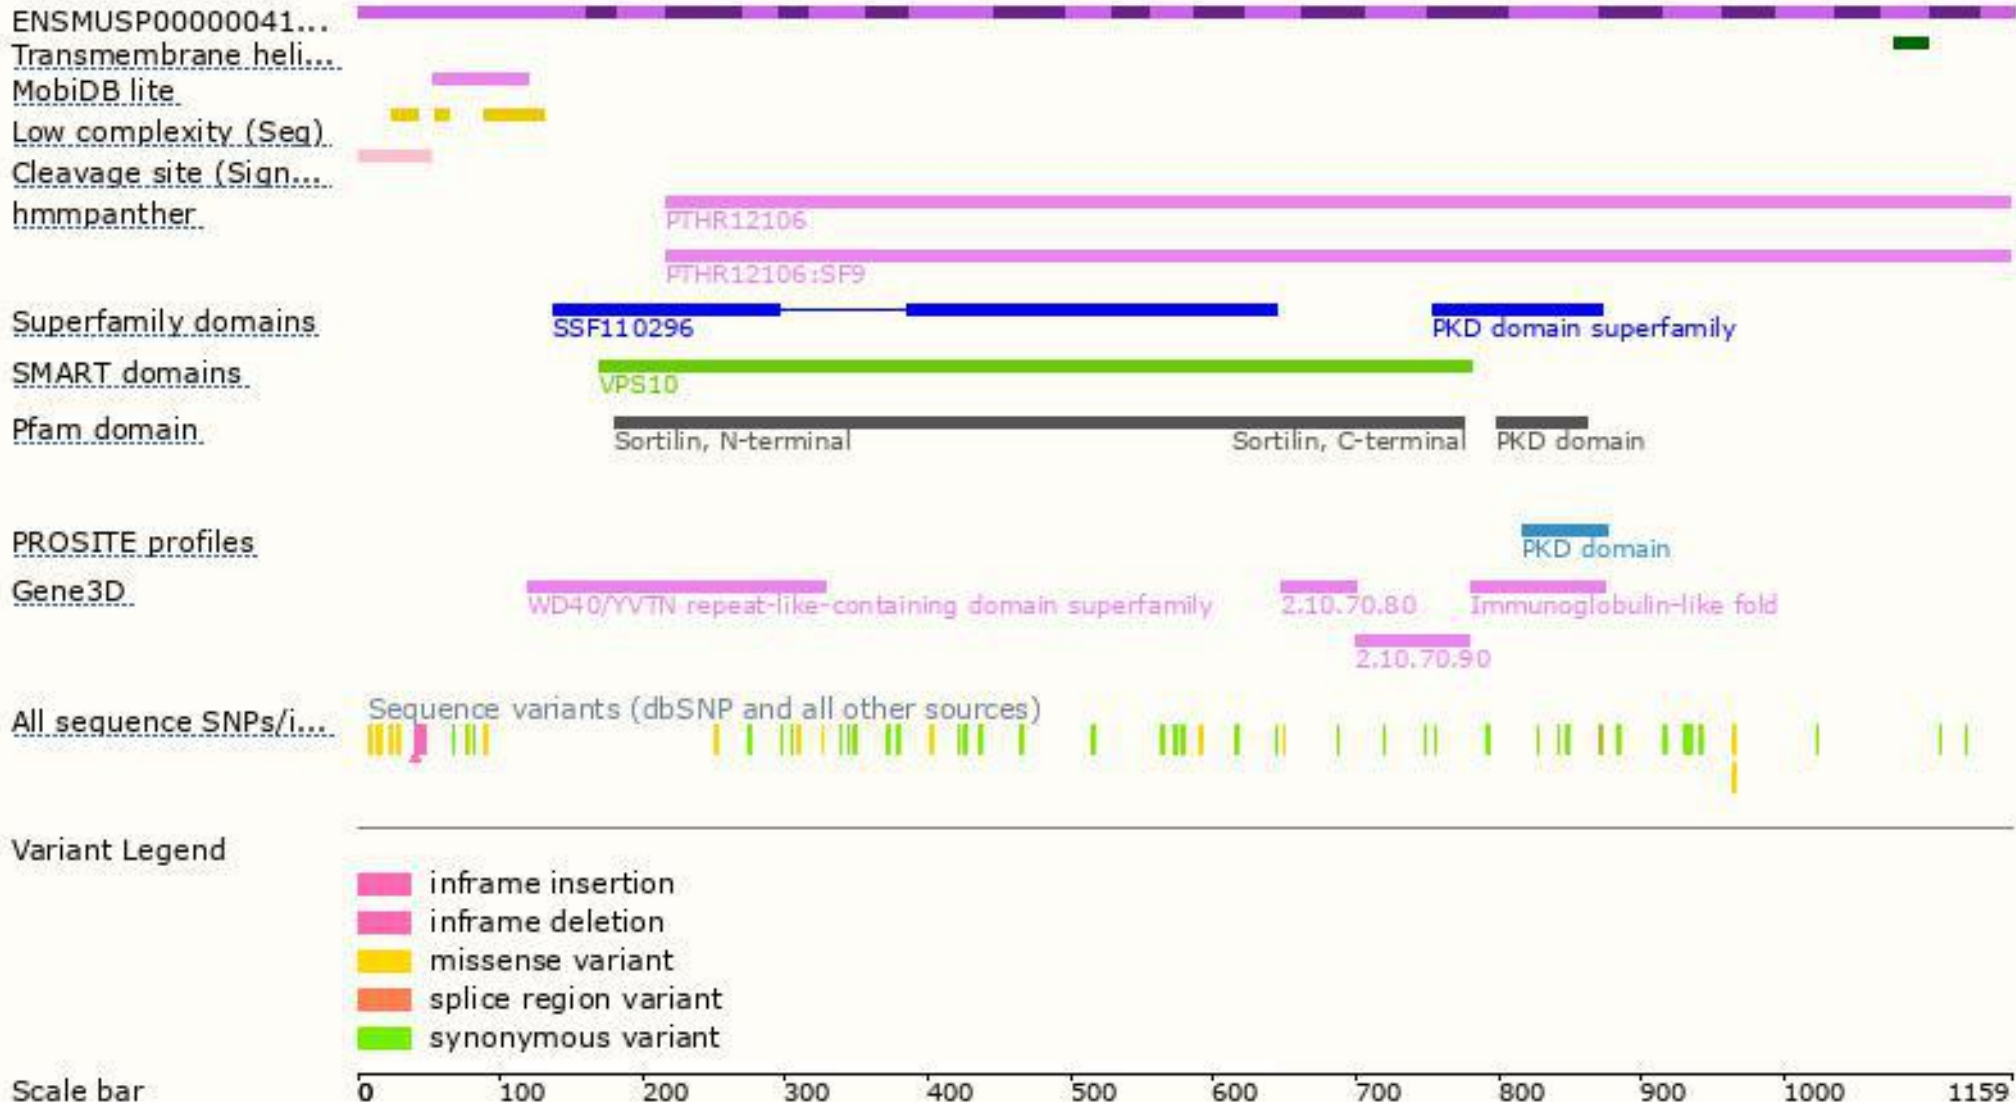 ENSMUSP00000041...
Transmembrane heli...
MobiDB lite
Low complexity (Seg)
Cleavage site (Sign...
hmmpanther
PTHR12106
PTHR12106:SF9
Superfamily domains
SSF110296 PKD domain superfamily
SMART domains
VPS10
Pfam domain
Sortilin, N-terminal Sortilin, C-terminal PKD domain
PROSITE profiles
PKD domain
Gene3D
WD40/YVTN repeat-like-containing domain superfamily 2.10.70.80 Immunoglobulin-like fold
2.10.70.90
Sequence variants (dbSNP and all other sources)
All sequence SNPs/i...
Variant Legend
inframe insertion
inframe deletion
missense variant
splice region variant
synonymous variant
Scale bar 0 100 200 300 400 500 600 700 800 900 1000 1159